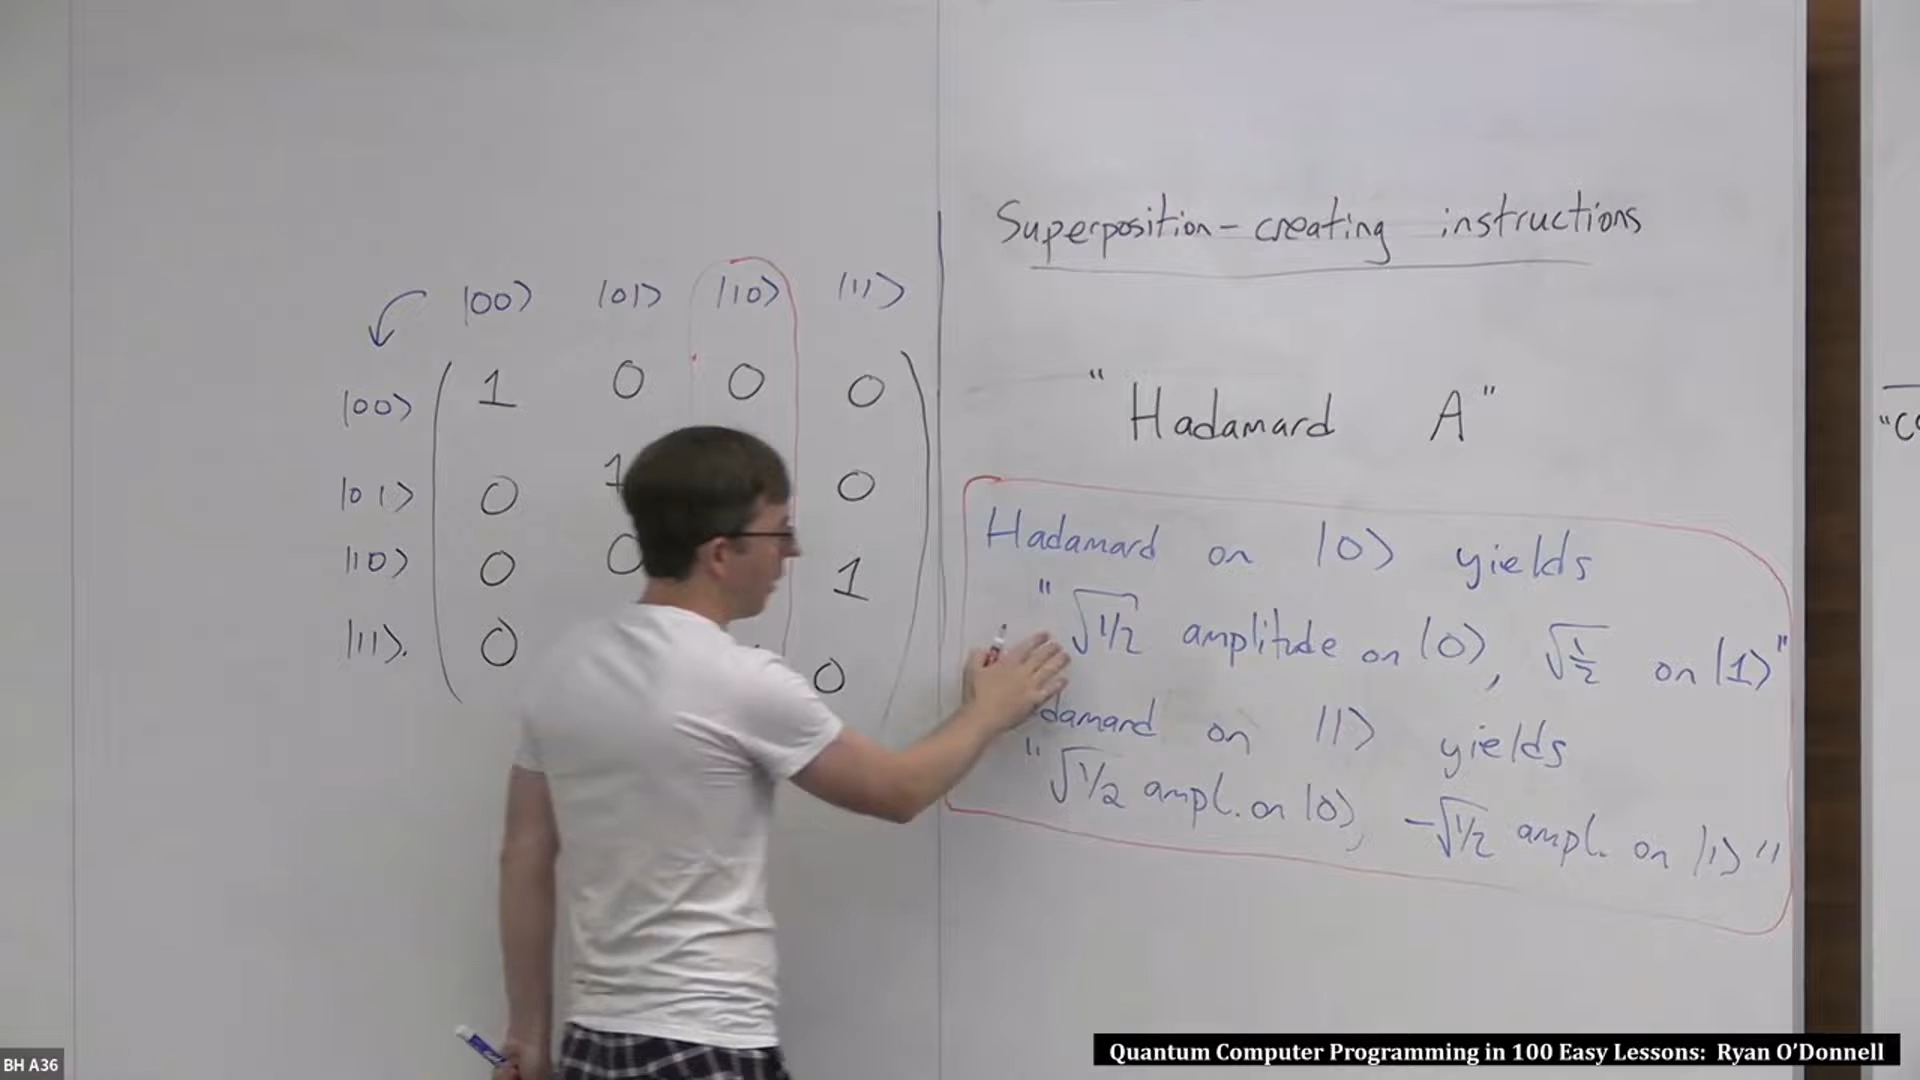 |00⟩ |01⟩ |10⟩ |11⟩
|00⟩ 1 0 0 0
|01⟩ 0 1 0
|10⟩ 0 0 1
|11⟩. 0 0
Superposition-creating instructions
"Hadamard A"
Hadamard on |0⟩ yields
"√1/2 amplitude on |0⟩, √1/2 on |1⟩"
damard on |1⟩ yields
"√1/2 ampl. on |0⟩, -√1/2 ampl. on |1⟩"
Quantum Computer Programming in 100 Easy Lessons: Ryan O'Donnell
BH A36